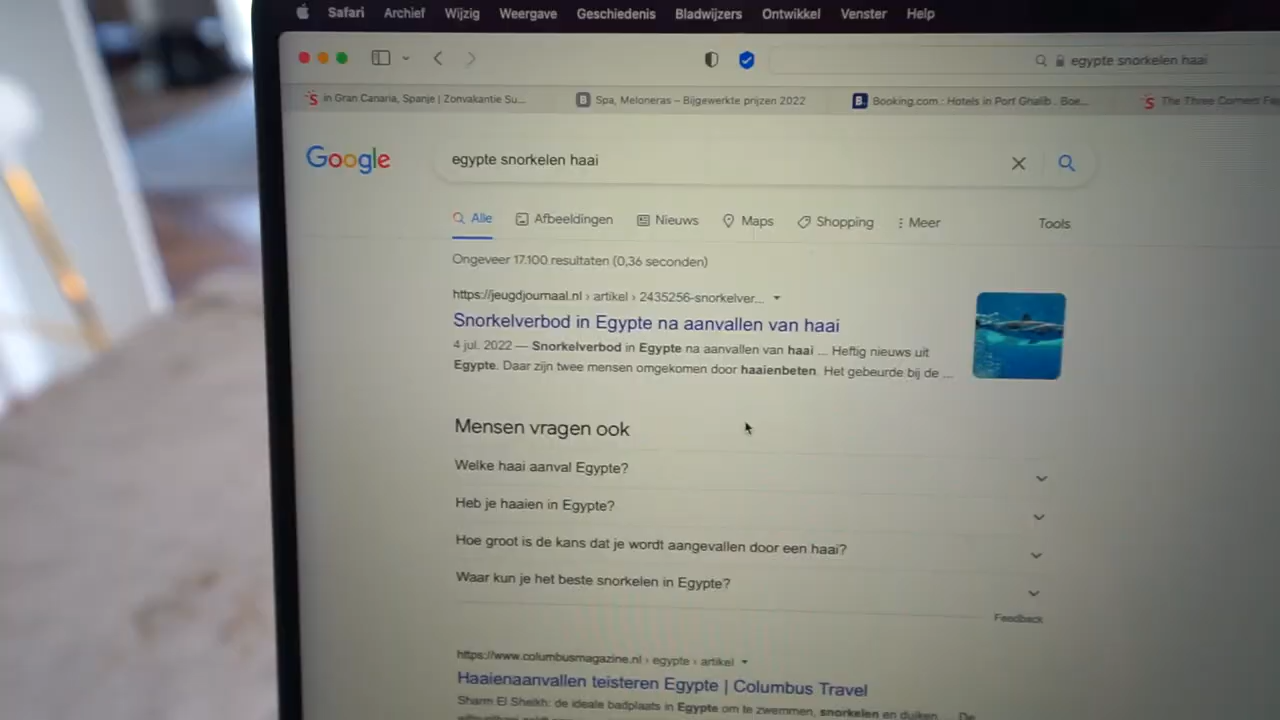 Safari Archief Wijzig Weergave Geschiedenis Bladwijzers Ontwikkel Venster Help
egypte snorkelen haai
in Gran Canaria, Spanje | Zonvakantie Su... Spa, Meloneras – Bijgewerkte prijzen 2022 B. Booking.com : Hotels in Port Ghalib . Boe... The Three Corners Fa
Google egypte snorkelen haai
Alle Afbeeldingen Nieuws Maps Shopping Meer Tools
Ongeveer 17.100 resultaten (0,36 seconden)
https://jeugdjournaal.nl › artikel › 2435256-snorkelver...
Snorkelverbod in Egypte na aanvallen van haai
4 jul. 2022 — Snorkelverbod in Egypte na aanvallen van haai ... Heftig nieuws uit
Egypte. Daar zijn twee mensen omgekomen door haaienbeten. Het gebeurde bij de ...
Mensen vragen ook
Welke haai aanval Egypte?
Heb je haaien in Egypte?
Hoe groot is de kans dat je wordt aangevallen door een haai?
Waar kun je het beste snorkelen in Egypte?
Feedback
https://www.columbusmagazine.nl › egypte › artikel
Haaienaanvallen teisteren Egypte | Columbus Travel
Sharm El Sheikh: de ideale badplaats in Egypte om te zwemmen, snorkelen en duiken. ... De